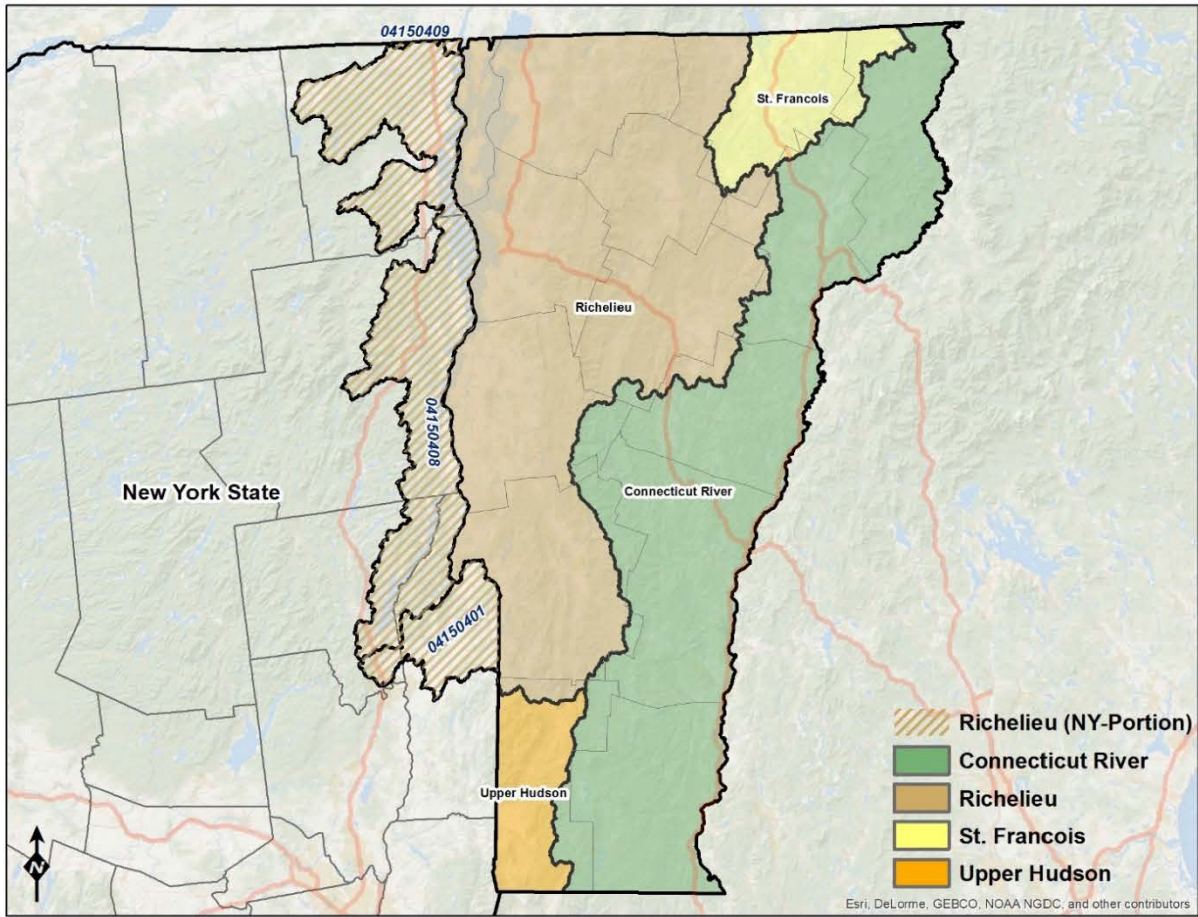 04150409
St. Francois
Richelieu
04150408
New York State
Connecticut River
04150401
Upper Hudson
Richelieu (NY-Portion)
Connecticut River
Richelieu
St. Francois
Upper Hudson
N
Esri, DeLorme, GEBCO, NOAA NGDC, and other contributors